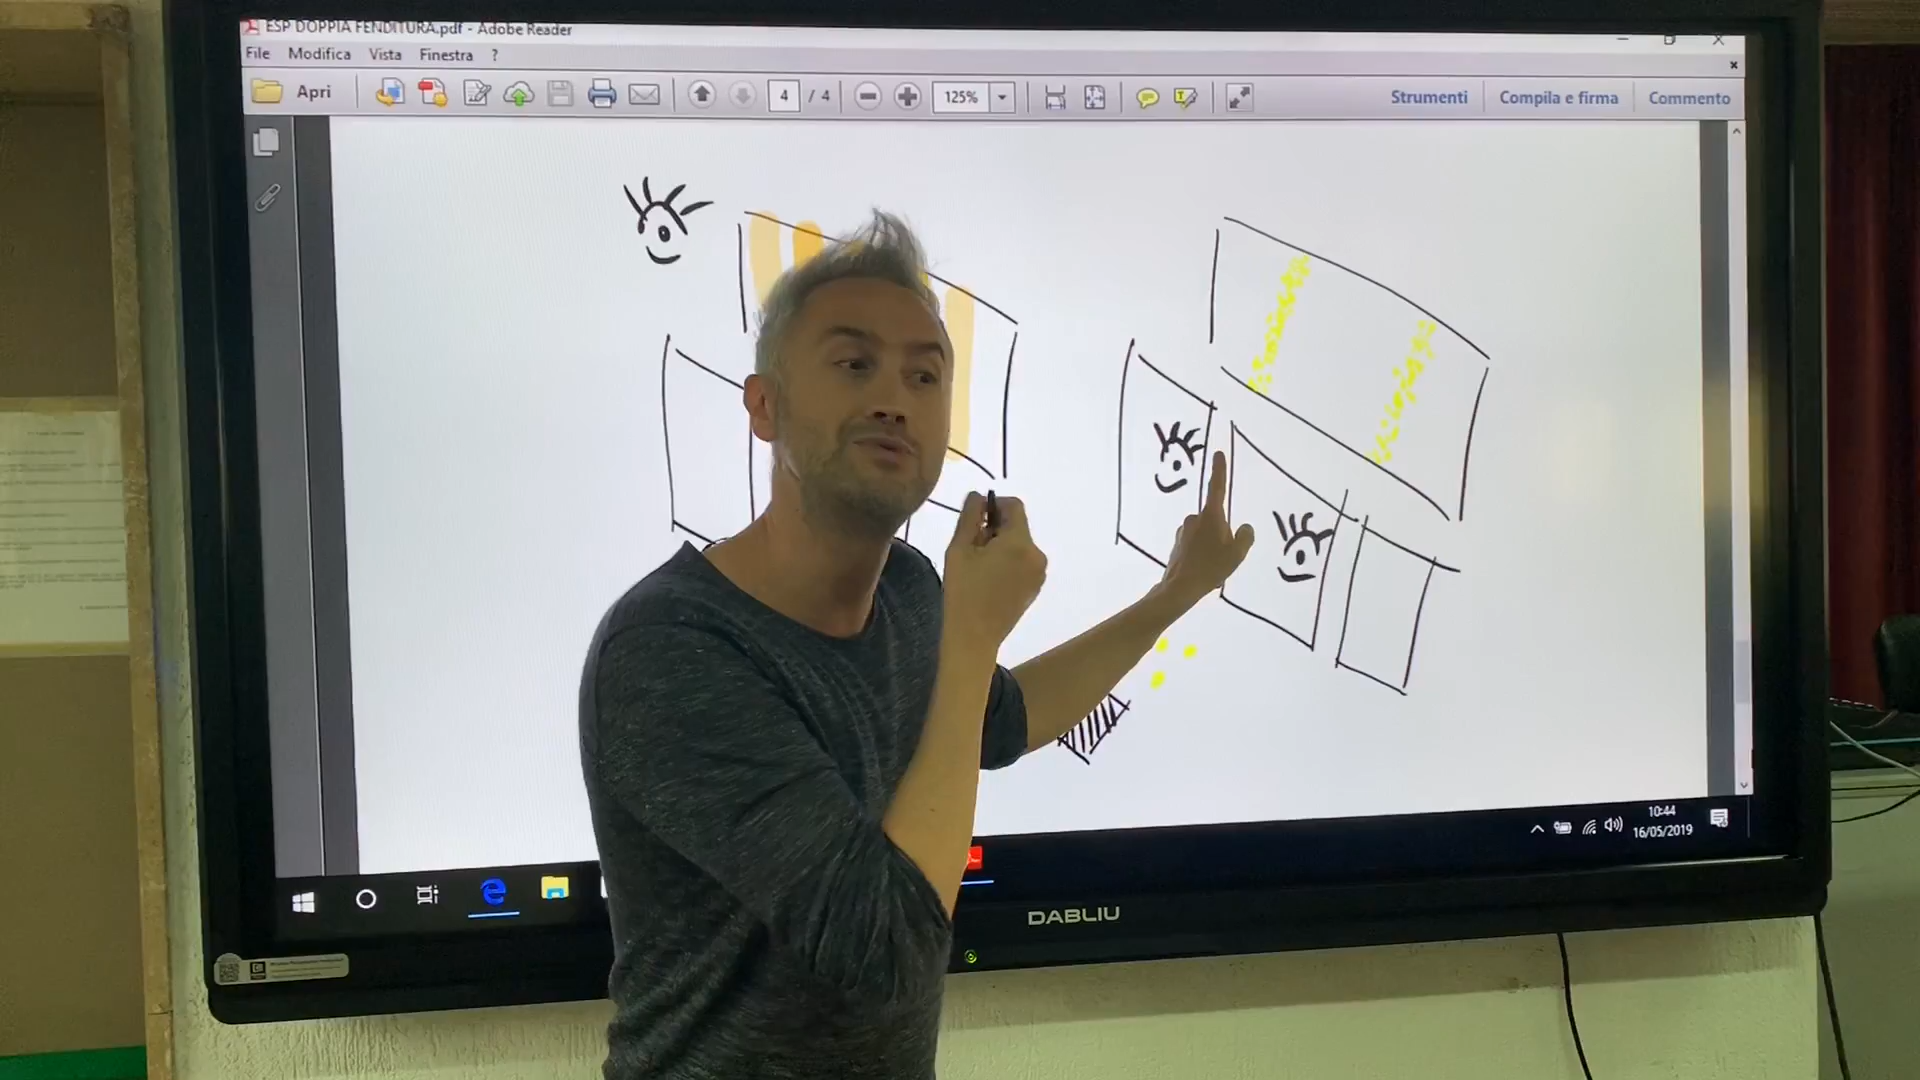 ESP DOPPIA FENDITURA.pdf - Adobe Reader
File Modifica Vista Finestra ?
Apri 4 / 4 125% Strumenti Compila e firma Commento
10:44
16/05/2019
DABLIU